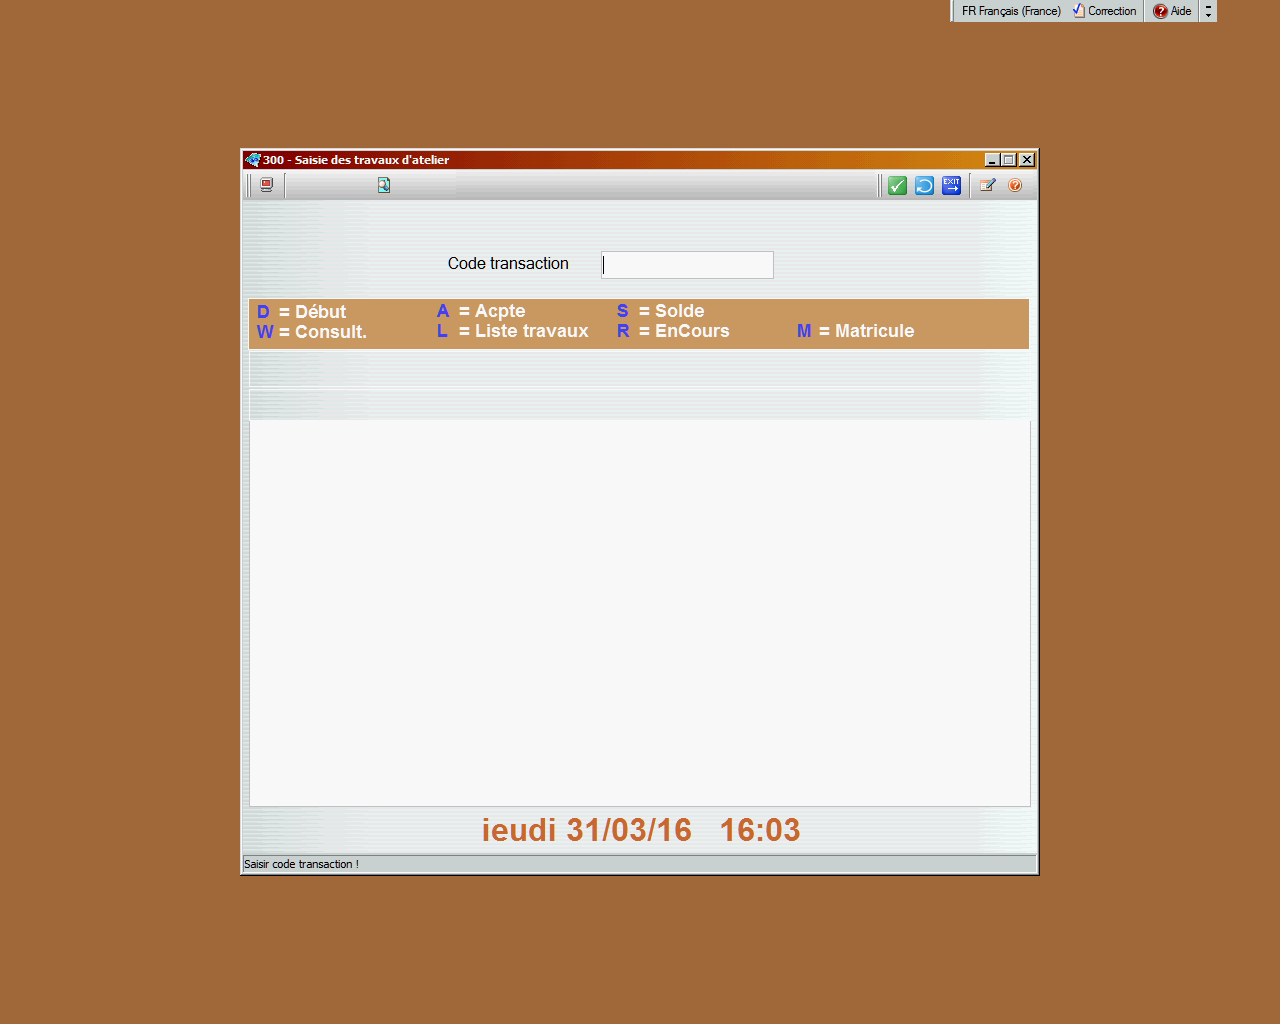 FR Français (France) Correction Aide
300 - Saisie des travaux d'atelier
EXIT
Code transaction
D = Début A = Acpte S = Solde
W = Consult. L = Liste travaux R = EnCours M = Matricule
jeudi 31/03/16 16:03
Saisir code transaction !